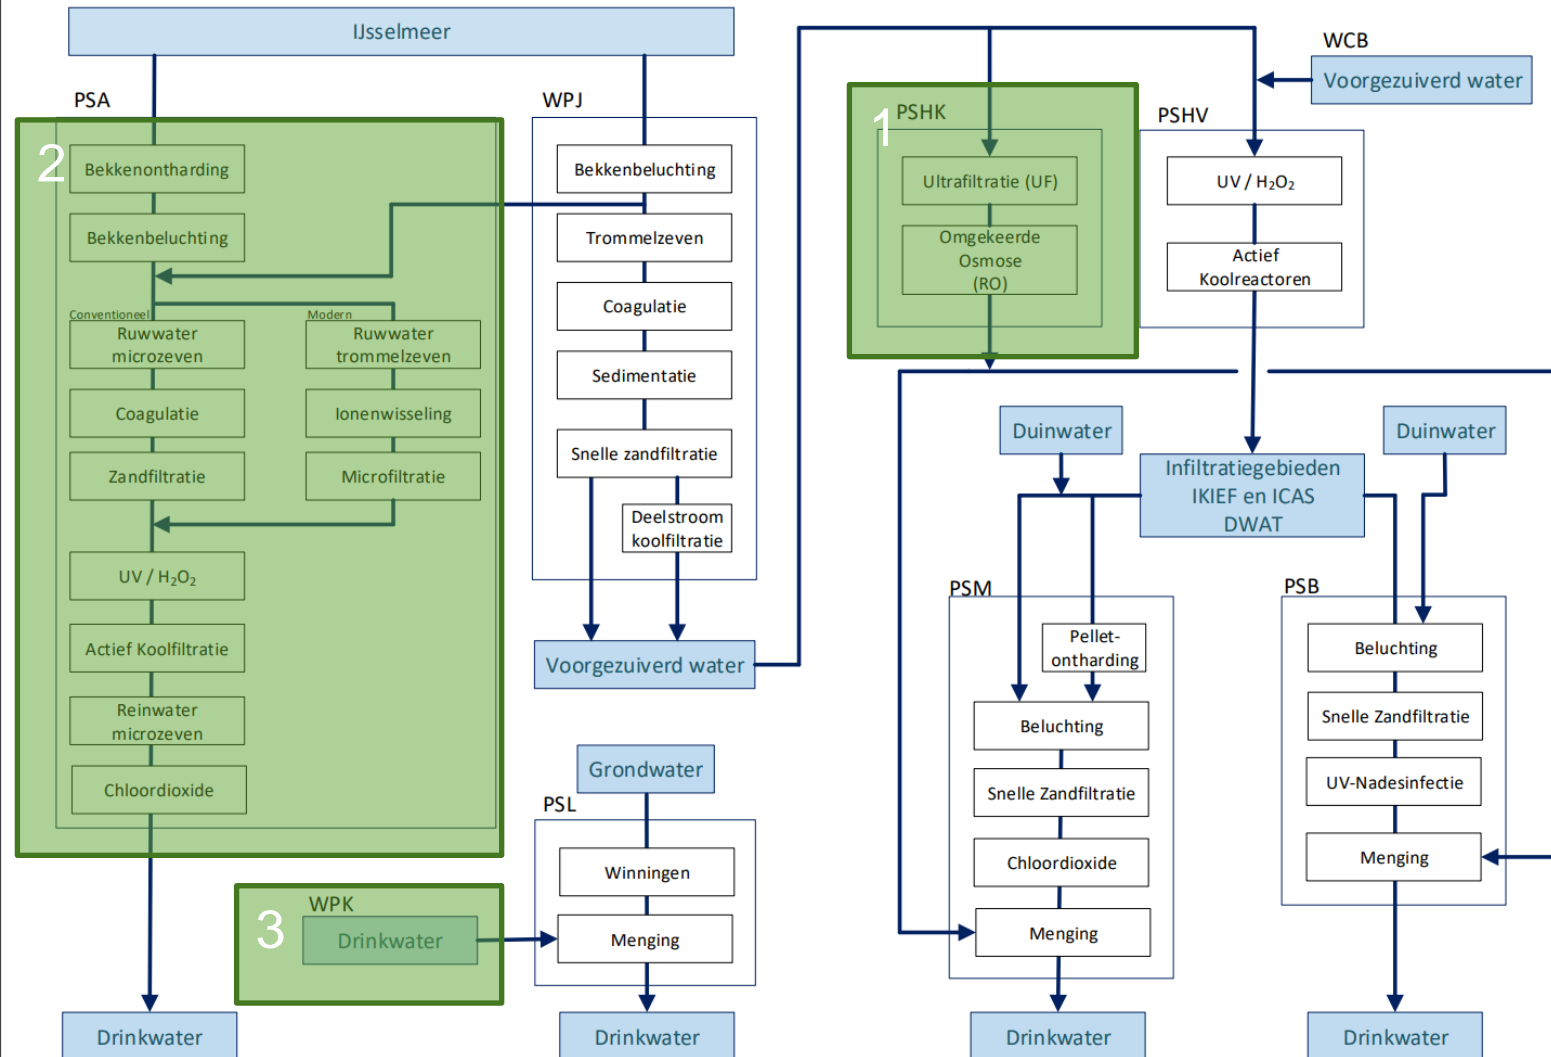 IJsselmeer
PSA
2
Bekkenontharding
Bekkenbeluchting
Conventioneel
Modern
Ruwwater
microzeven
Ruwwater
trommelzeven
Coagulatie
Ionenwisseling
Zandfiltratie
Microfiltratie
UV / H₂O₂
Actief Koolfiltratie
Reinwater
microzeven
Chloordioxide
Drinkwater
WPJ
Bekkenbeluchting
Trommelzeven
Coagulatie
Sedimentatie
Snelle zandfiltratie
Deelstroom
koolfiltratie
Voorgezuiverd water
Grondwater
PSL
Winningen
Menging
3
WPK
Drinkwater
Drinkwater
1
PSHK
Ultrafiltratie (UF)
Omgekeerde
Osmose
(RO)
WCB
Voorgezuiverd water
PSHV
UV / H₂O₂
Actief
Koolreactoren
Duinwater
Duinwater
Infiltratiegebieden
IKIEF en ICAS
DWAT
PSM
Pellet-
ontharding
Beluchting
Snelle Zandfiltratie
Chloordioxide
Menging
Drinkwater
PSB
Beluchting
Snelle Zandfiltratie
UV-Nadesinfectie
Menging
Drinkwater